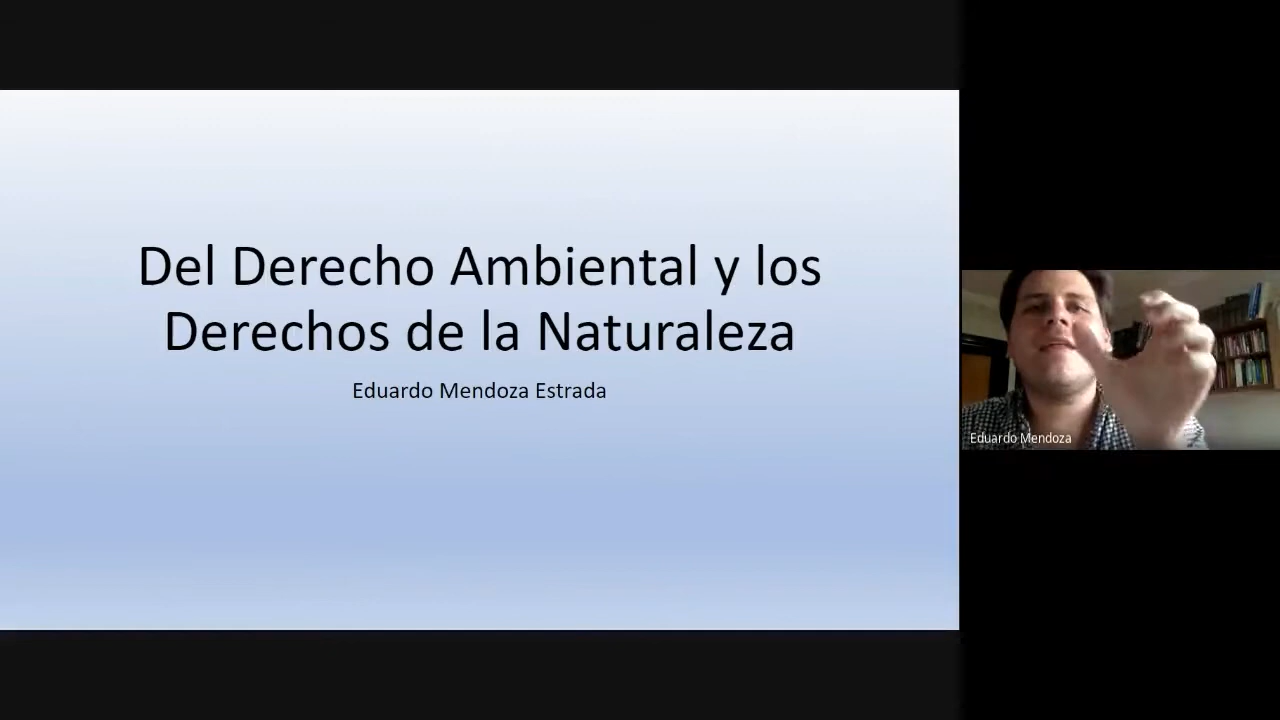 Del Derecho Ambiental y los
Derechos de la Naturaleza
Eduardo Mendoza Estrada
Eduardo Mendoza